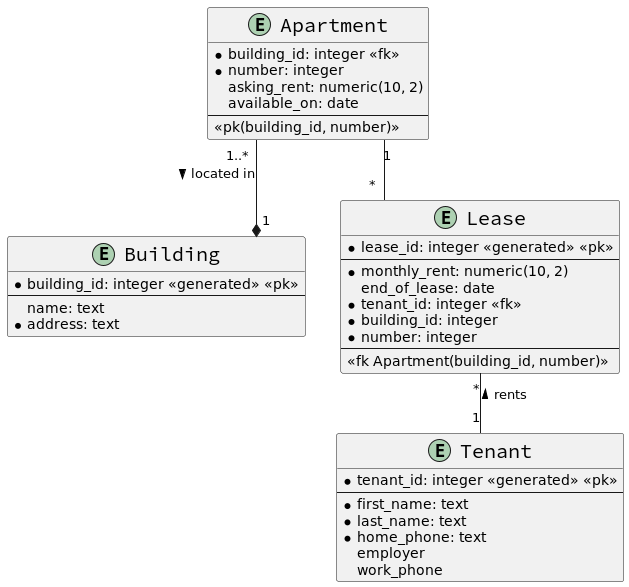 E Apartment
building_id: integer «fk»
number: integer
asking_rent: numeric(10, 2)
available_on: date
«pk(building_id, number)»
1..*
located in
1
1
*
E Building
building_id: integer «generated» «pk»
name: text
address: text
E Lease
lease_id: integer «generated» «pk»
monthly_rent: numeric(10, 2)
end_of_lease: date
tenant_id: integer «fk»
building_id: integer
number: integer
«fk Apartment(building_id, number)»
*
rents
1
E Tenant
tenant_id: integer «generated» «pk»
first_name: text
last_name: text
home_phone: text
employer
work_phone